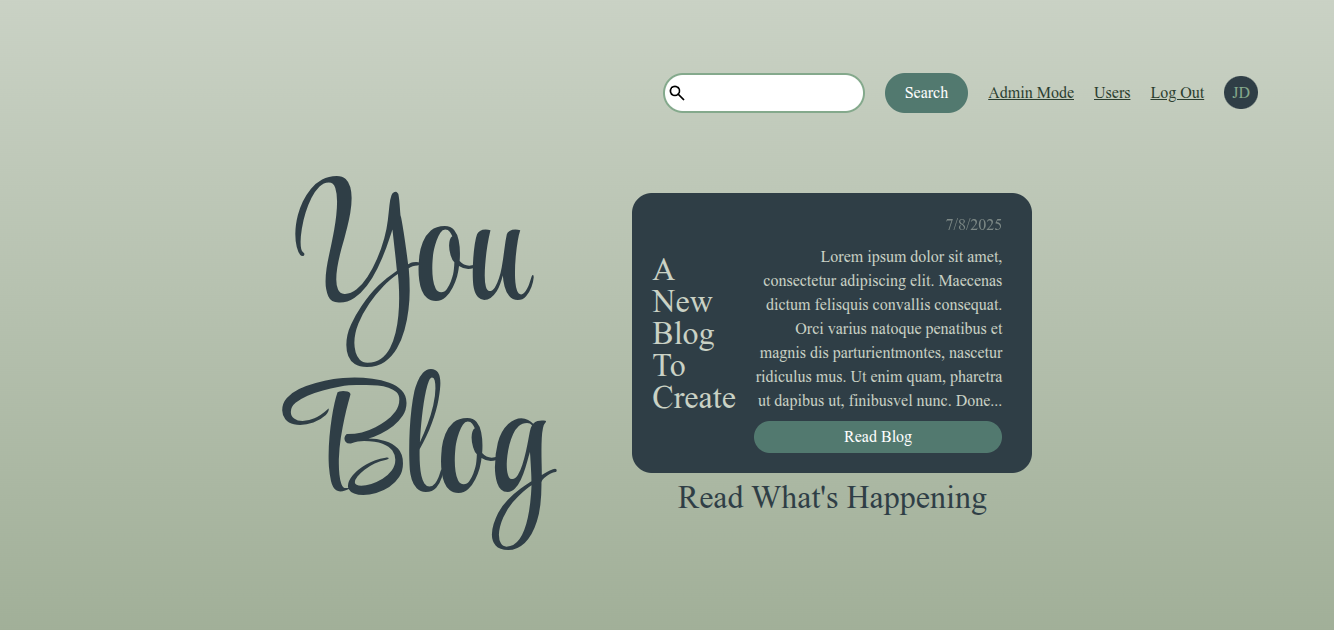 Search Admin Mode Users Log Out JD
You
Blog
A
New
Blog
To
Create
7/8/2025
Lorem ipsum dolor sit amet,
consectetur adipiscing elit. Maecenas
dictum felisquis convallis consequat.
Orci varius natoque penatibus et
magnis dis parturientmontes, nascetur
ridiculus mus. Ut enim quam, pharetra
ut dapibus ut, finibusvel nunc. Done...
Read Blog
Read What's Happening